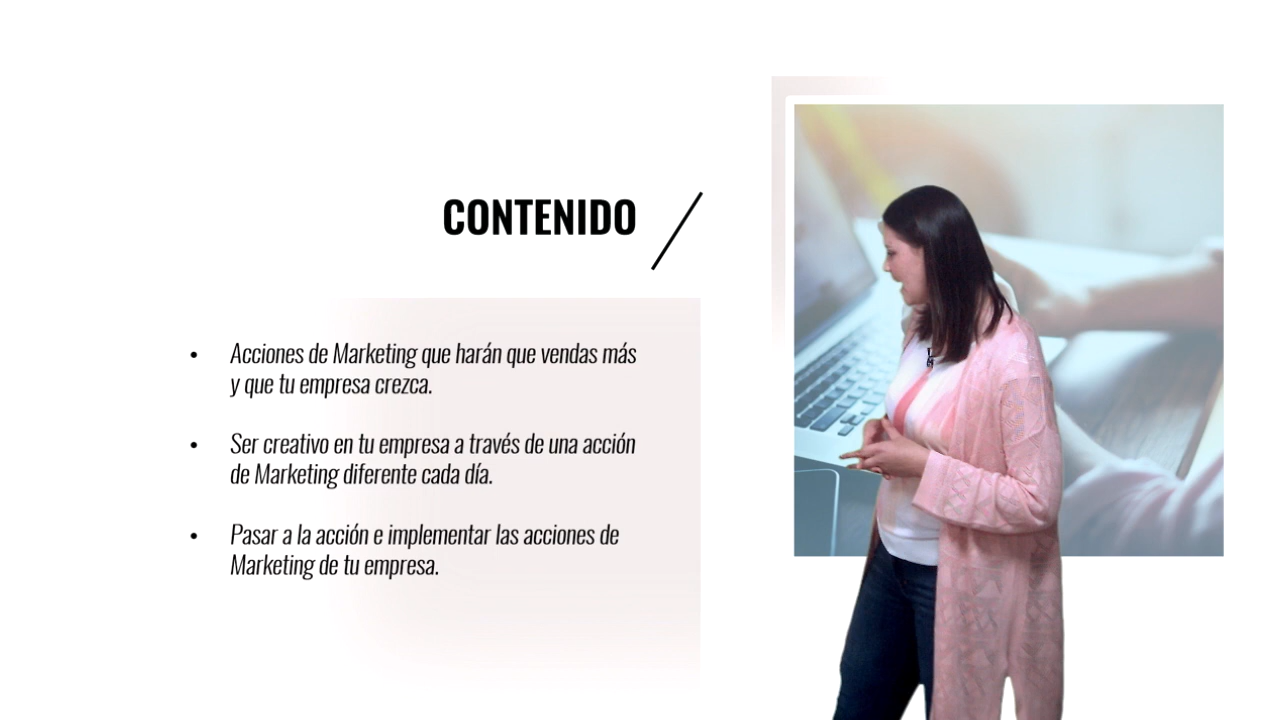 CONTENIDO
• Acciones de Marketing que harán que vendas más
y que tu empresa crezca.
• Ser creativo en tu empresa a través de una acción
de Marketing diferente cada día.
• Pasar a la acción e implementar las acciones de
Marketing de tu empresa.